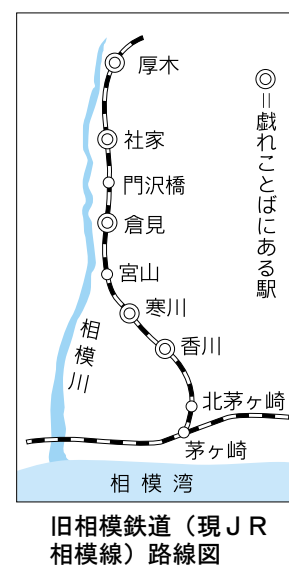 厚木
◎＝戯れことばにある駅
社家
門沢橋
倉見
宮山
寒川
相模川
香川
北茅ヶ崎
茅ヶ崎
相模湾
旧相模鉄道（現ＪＲ
相模線）路線図